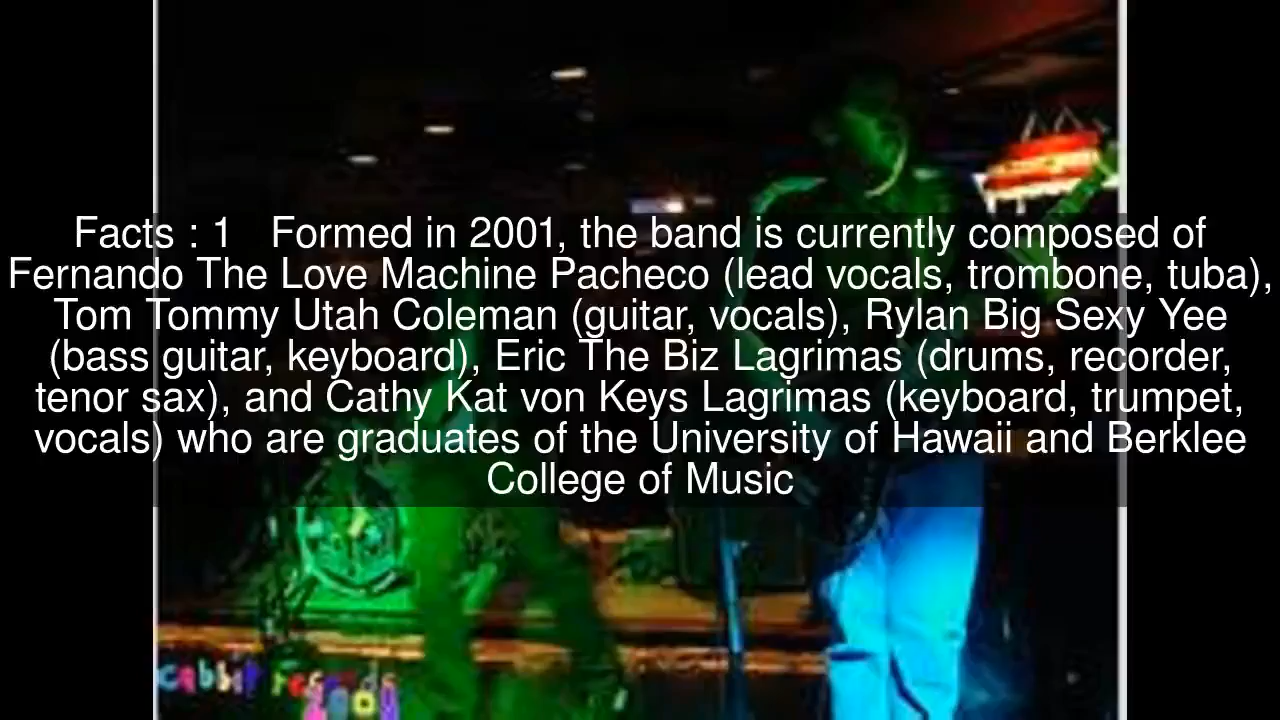 Facts : 1   Formed in 2001, the band is currently composed of
Fernando The Love Machine Pacheco (lead vocals, trombone, tuba),
Tom Tommy Utah Coleman (guitar, vocals), Rylan Big Sexy Yee
(bass guitar, keyboard), Eric The Biz Lagrimas (drums, recorder,
tenor sax), and Cathy Kat von Keys Lagrimas (keyboard, trumpet,
vocals) who are graduates of the University of Hawaii and Berklee
College of Music